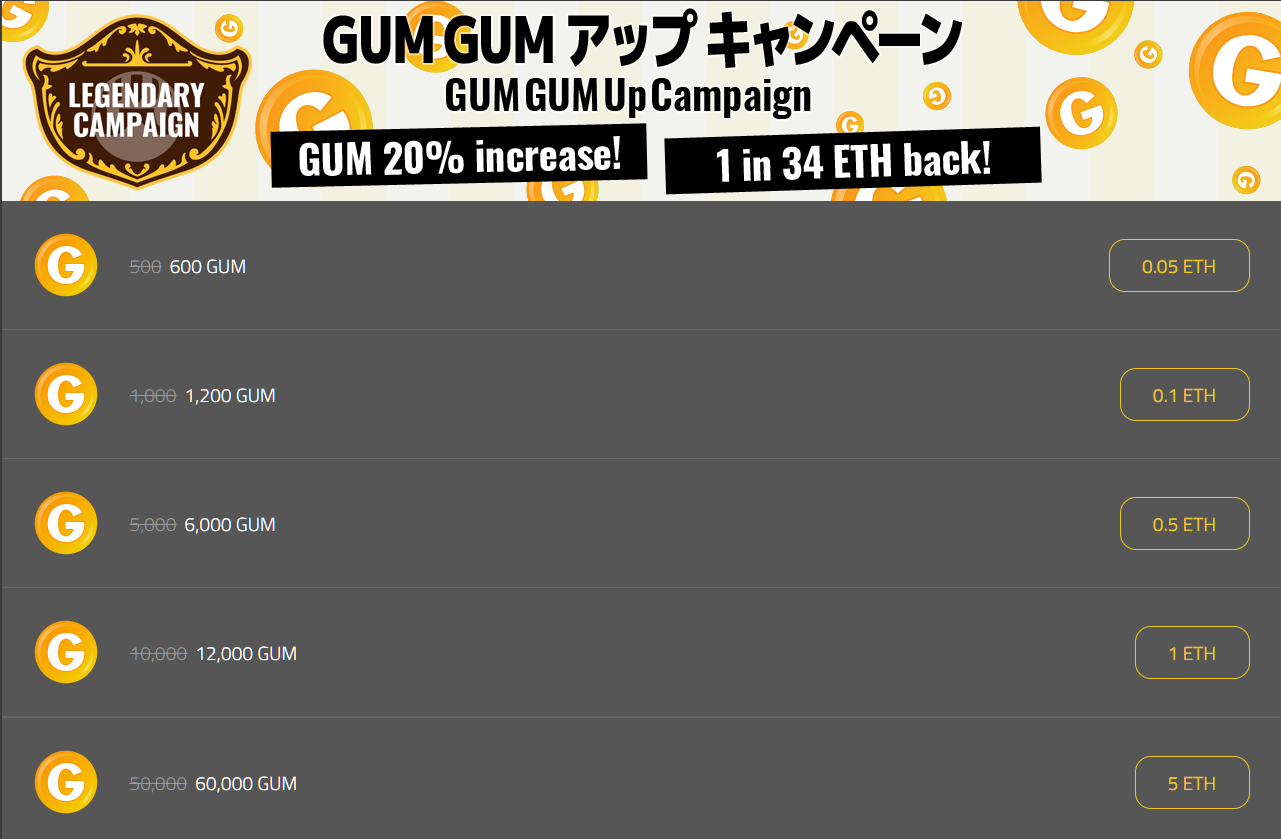 LEGENDARY
CAMPAIGN
GUM GUM アップ キャンペーン
GUM GUM Up Campaign
GUM 20% increase!
1 in 34 ETH back!
500 600 GUM
0.05 ETH
1,000 1,200 GUM
0.1 ETH
5,000 6,000 GUM
0.5 ETH
10,000 12,000 GUM
1 ETH
50,000 60,000 GUM
5 ETH